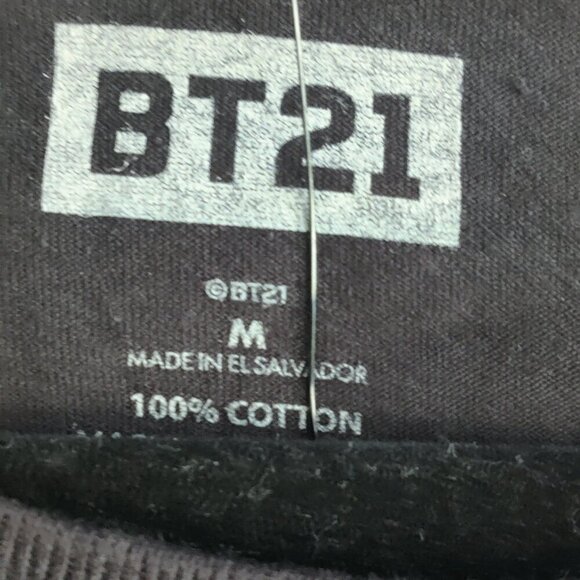 BT21
©BT21
M
MADE IN EL SALVADOR
100% COTTON